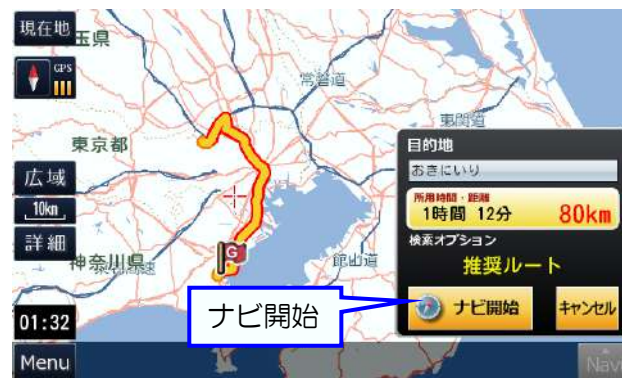 現在地
玉県
GPS
常磐道
東関道
東京都
目的地
おきにいり
広域
所用時間・距離
1時間 12分 80km
10km
検索オプション
詳細
推奨ルート
神奈川県
館山道
G
ナビ開始
ナビ開始
キャンセル
01:32
Menu
Navi